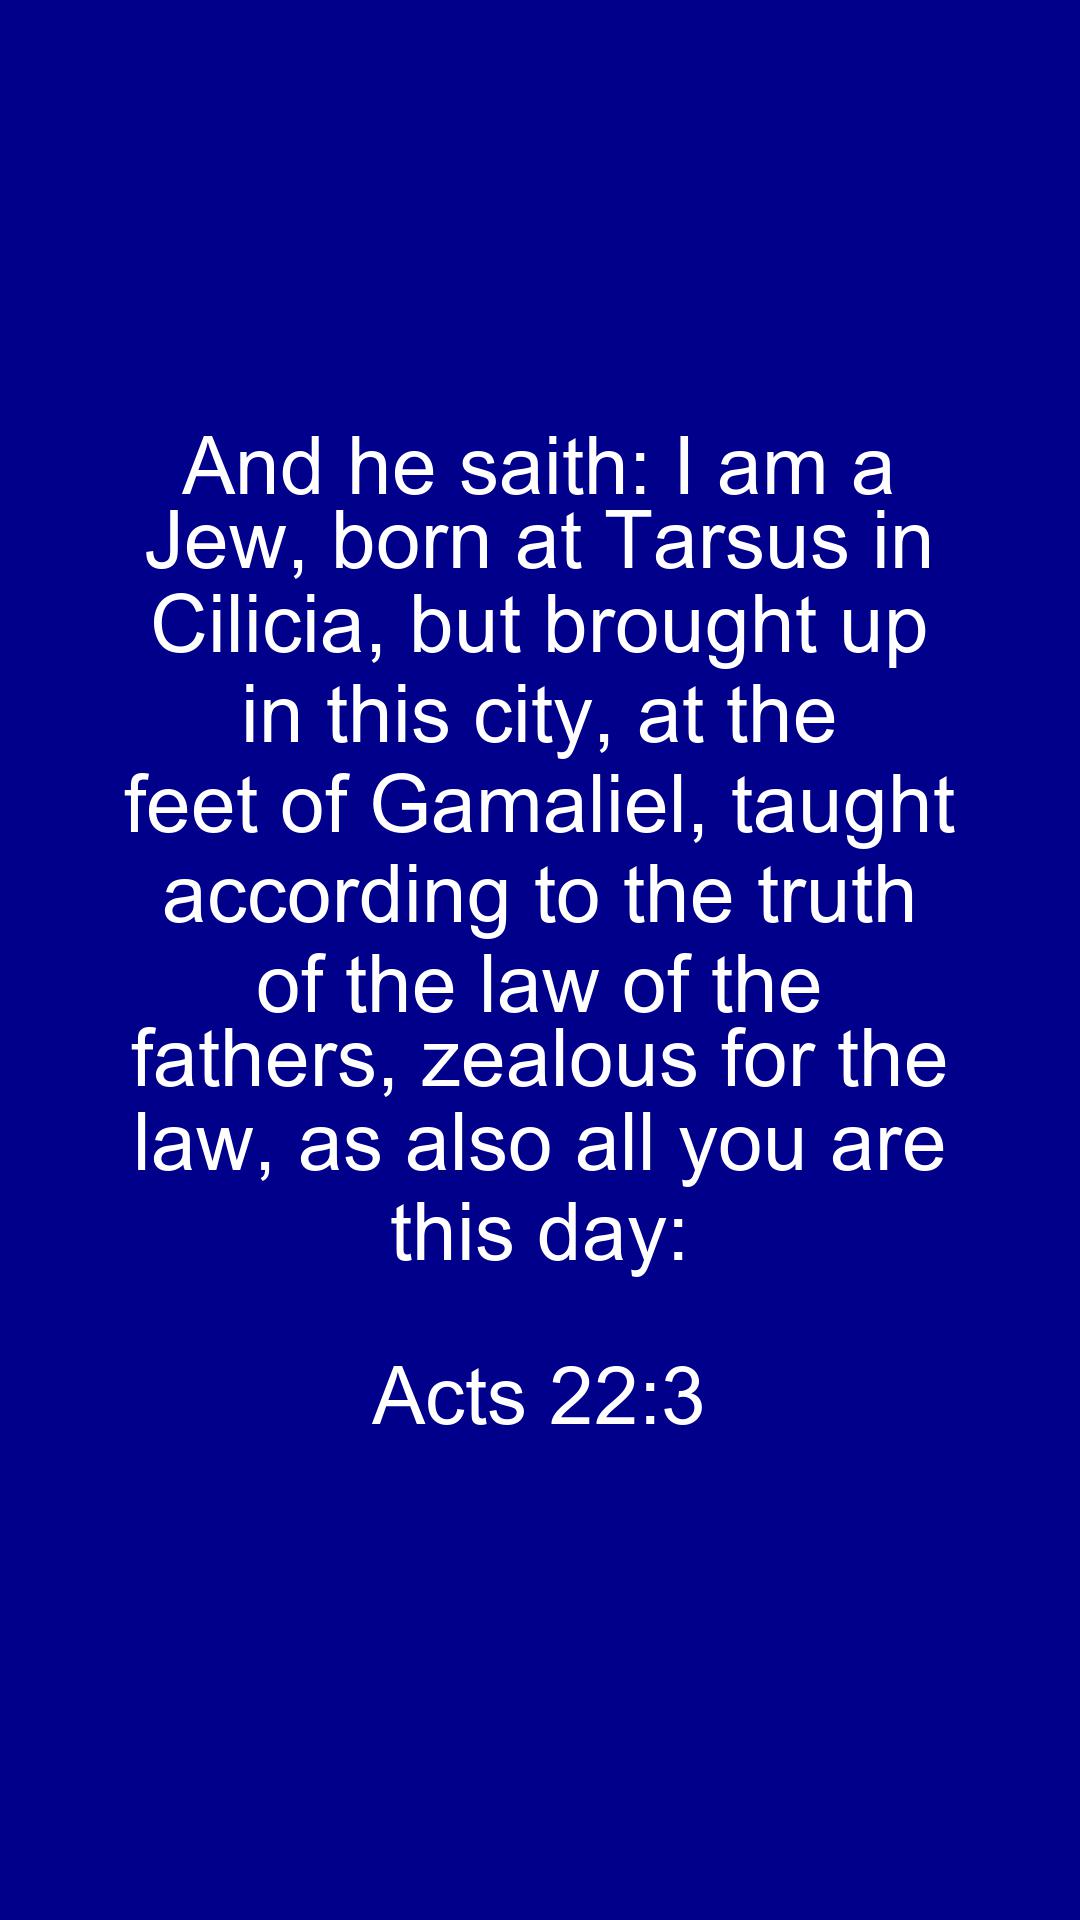 And he saith: I am a
Jew, born at Tarsus in
Cilicia, but brought up
in this city, at the
feet of Gamaliel, taught
according to the truth
of the law of the
fathers, zealous for the
law, as also all you are
this day:
Acts 22:3